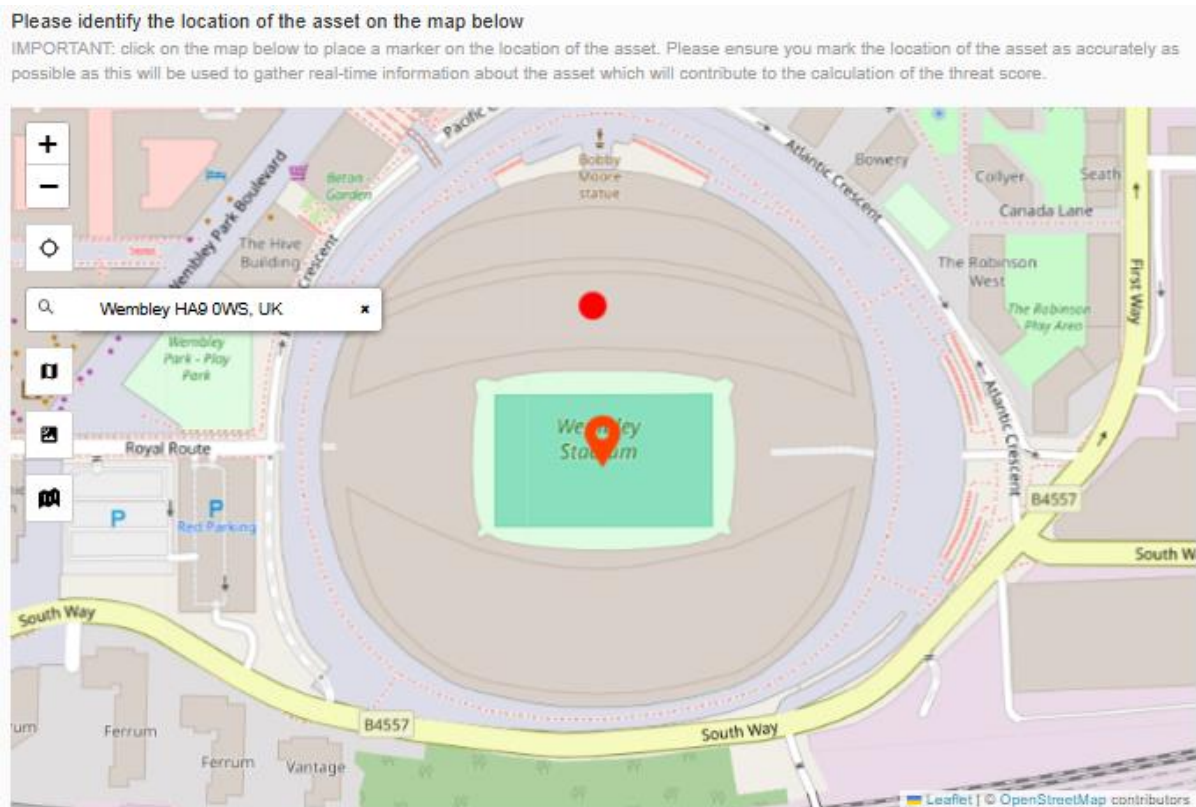 Please identify the location of the asset on the map below
IMPORTANT: click on the map below to place a marker on the location of the asset. Please ensure you mark the location of the asset as accurately as
possible as this will be used to gather real-time information about the asset which will contribute to the calculation of the threat score.
+
Pacific
Bobby
Moore
statue
Atlantic Crescent
Bowery
Collyer
Seath
Canada Lane
Wembley Park Boulevard
Beton
Garden
The Hive
Building
Crescent
The Robinson
West
First Way
−
Wembley HA9 0WS, UK ×
The Robinson
Play Area
Wembley
Park - Play
Park
Atlantic Crescent
Wembley
Stadium
Royal Route
P
P
Red Parking
B4557
South W
South Way
B4557
South Way
um
Ferrum
Ferrum
Vantage
Leaflet | © OpenStreetMap contributors